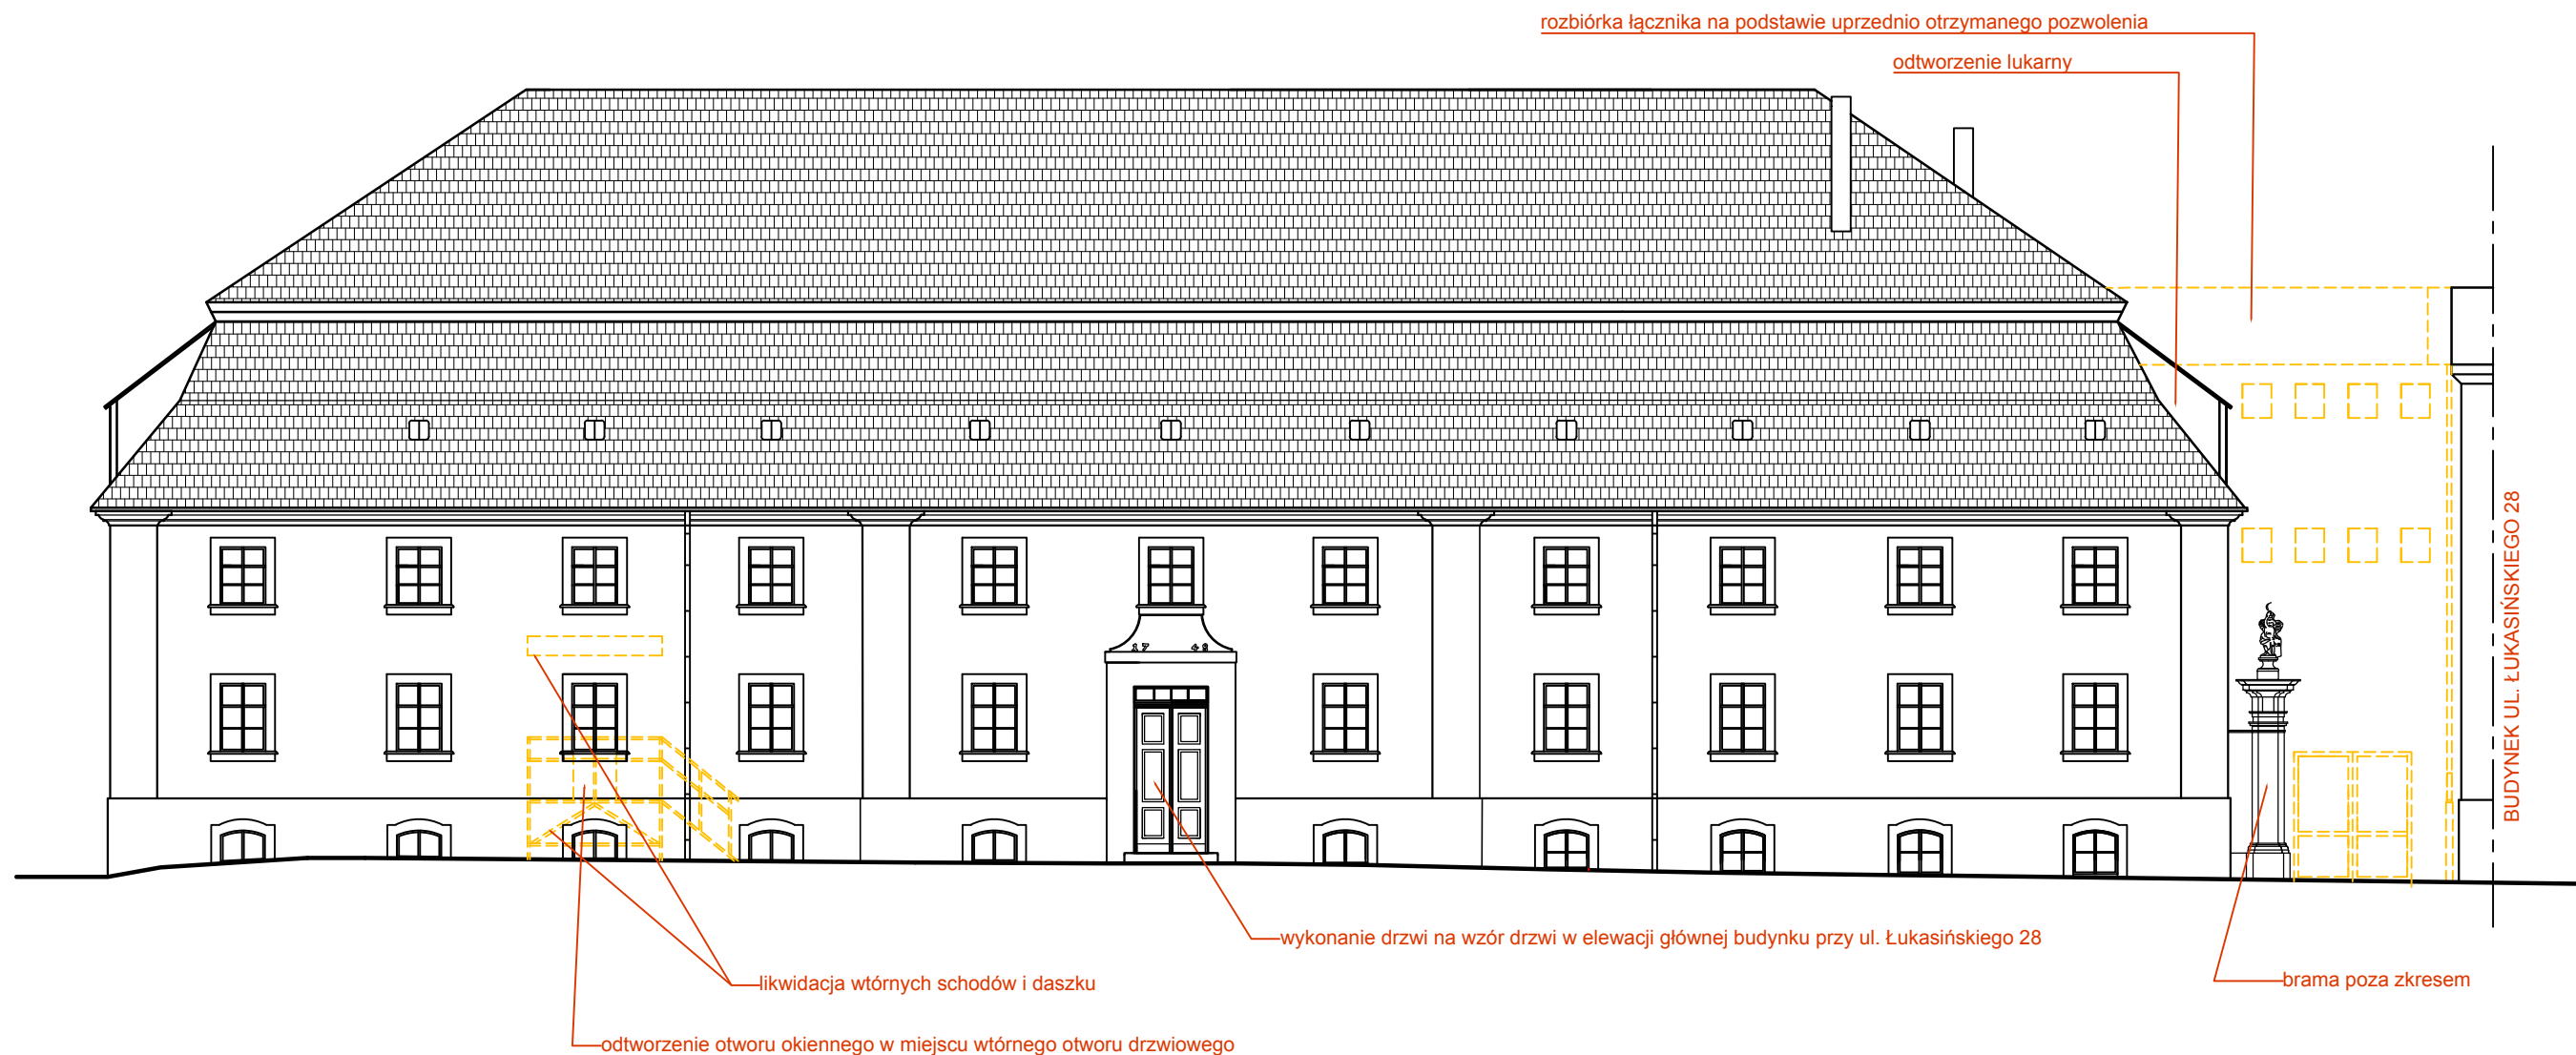 rozbiórka łącznika na podstawie uprzednio otrzymanego pozwolenia
odtworzenie lukarny
BUDYNEK UL. ŁUKASIŃSKIEGO 28
17 48
wykonanie drzwi na wzór drzwi w elewacji głównej budynku przy ul. Łukasińskiego 28
likwidacja wtórnych schodów i daszku
brama poza zkresem
odtworzenie otworu okiennego w miejscu wtórnego otworu drzwiowego